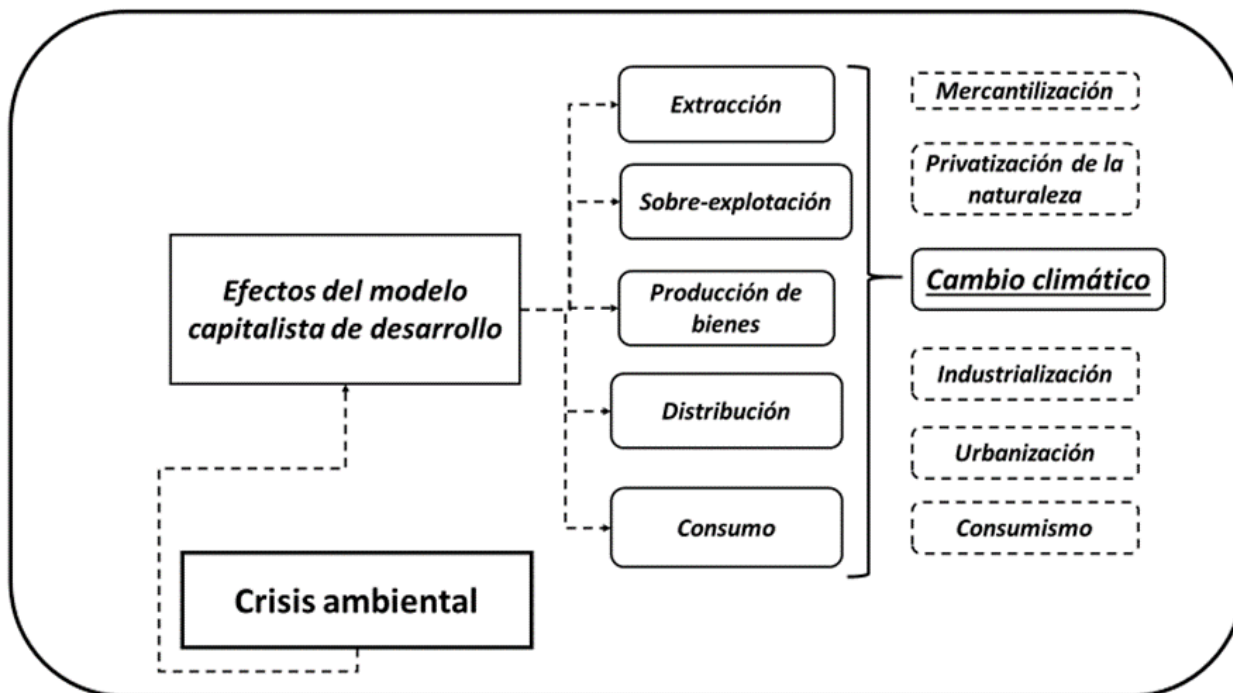 Efectos del modelo
capitalista de desarrollo
Crisis ambiental
Extracción
Sobre-explotación
Producción de
bienes
Distribución
Consumo
Mercantilización
Privatización de la
naturaleza
Cambio climático
Industrialización
Urbanización
Consumismo